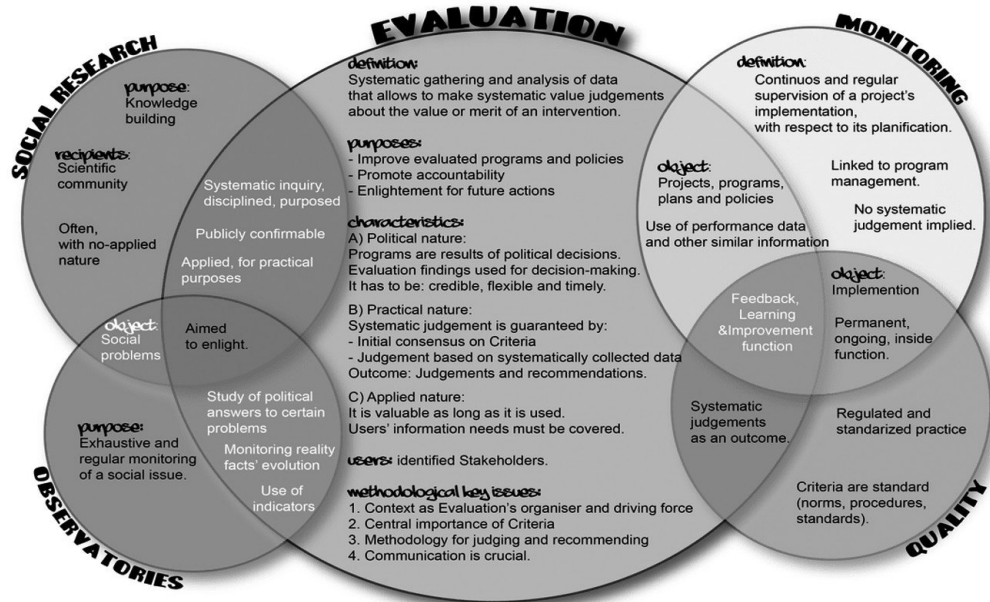 EVALUATION
SOCIAL RESEARCH
MONITORING
OBSERVATORIES
QUALITY
purpose:
Knowledge
building
recipients:
Scientific
community
Often,
with no-applied
nature
Systematic inquiry,
disciplined, purposed
Publicly confirmable
Applied, for practical
purposes
object:
Social
problems
Aimed
to enlight.
purpose:
Exhaustive and
regular monitoring
of a social issue.
Study of political
answers to certain
problems
Monitoring reality
facts' evolution
Use of
indicators
definition:
Systematic gathering and analysis of data
that allows to make systematic value judgements
about the value or merit of an intervention.
purposes:
- Improve evaluated programs and policies
- Promote accountability
- Enlightement for future actions
characteristics:
A) Political nature:
Programs are results of political decisions.
Evaluation findings used for decision-making.
It has to be: credible, flexible and timely.
B) Practical nature:
Systematic judgement is guaranteed by:
- Initial consensus on Criteria
- Judgement based on systematically collected data
Outcome: Judgements and recommendations.
C) Applied nature:
It is valuable as long as it is used.
Users' information needs must be covered.
users: identified Stakeholders.
methodological key issues:
1. Context as Evaluation's organiser and driving force
2. Central importance of Criteria
3. Methodology for judging and recommending
4. Communication is crucial.
definition:
Continuos and regular
supervision of a project's
implementation,
with respect to its planification.
Linked to program
management.
No systematic
judgement implied.
object:
Projects, programs,
plans and policies
Use of performance data
and other similar information
object:
Implemention
Permanent,
ongoing, inside
function.
Feedback,
Learning
&Improvement
function
Systematic
judgements
as an outcome.
Regulated and
standarized practice
Criteria are standard
(norms, procedures,
standards).